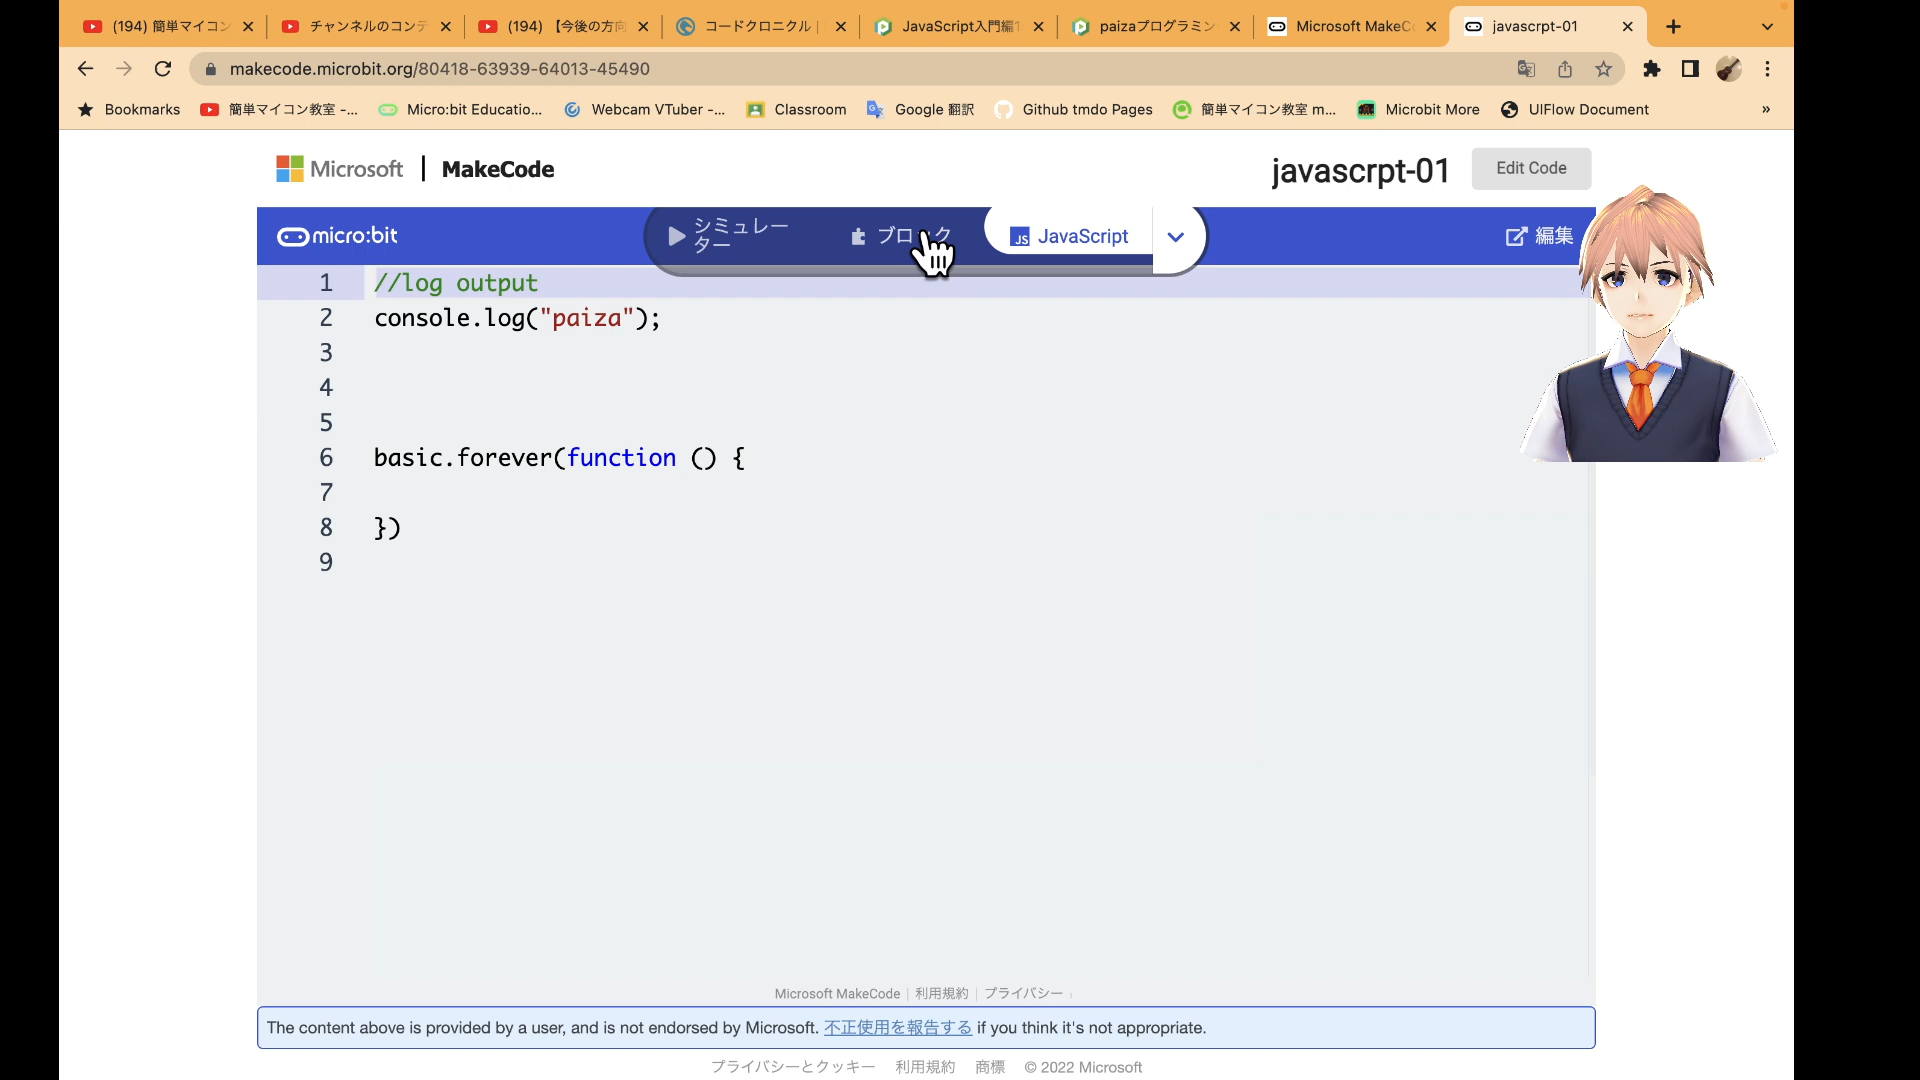 (194) 簡単マイコン
チャンネルのコンテ
(194) 【今後の方向
コードクロニクル |
JavaScript入門編1
paizaプログラミン
Microsoft MakeCo
javascrpt-01
makecode.microbit.org/80418-63939-64013-45490
Bookmarks
簡単マイコン教室 -...
Micro:bit Educatio...
Webcam VTuber -...
Classroom
Google 翻訳
Github tmdo Pages
簡単マイコン教室 m...
Microbit More
UIFlow Document
»
Microsoft | MakeCode
javascrpt-01
Edit Code
micro:bit
シミュレー
ター
ブロック
JS JavaScript
編集
1 //log output
2 console.log("paiza");
3
4
5
6 basic.forever(function () {
7
8 })
9
Microsoft MakeCode | 利用規約 | プライバシー
The content above is provided by a user, and is not endorsed by Microsoft. 不正使用を報告する if you think it's not appropriate.
プライバシーとクッキー 利用規約 商標 © 2022 Microsoft